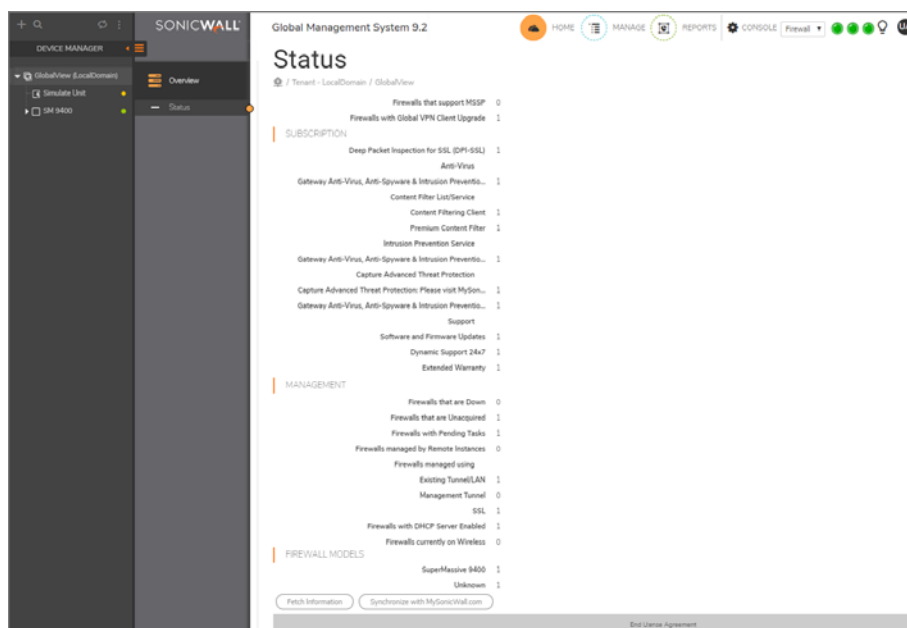 SONICWALL
Global Management System 9.2
HOME
MANAGE
REPORTS
CONSOLE
Firewall
DEVICE MANAGER
GlobalView (LocalDomain)
Simulate Unit
SM 9400
Overview
Status
Status
/ Tenant - LocalDomain / GlobalView
Firewalls that support MSSP 0
Firewalls with Global VPN Client Upgrade 1
SUBSCRIPTION
Deep Packet Inspection for SSL (DPI-SSL) 1
Anti-Virus
Gateway Anti-Virus, Anti-Spyware & Intrusion Preventio... 1
Content Filter List/Service
Content Filtering Client 1
Premium Content Filter 1
Intrusion Prevention Service
Gateway Anti-Virus, Anti-Spyware & Intrusion Preventio... 1
Capture Advanced Threat Protection
Capture Advanced Threat Protection: Please visit MySon... 1
Gateway Anti-Virus, Anti-Spyware & Intrusion Preventio... 1
Support
Software and Firmware Updates 1
Dynamic Support 24x7 1
Extended Warranty 1
MANAGEMENT
Firewalls that are Down 0
Firewalls that are Unacquired 1
Firewalls with Pending Tasks 1
Firewalls managed by Remote Instances 0
Firewalls managed using
Existing Tunnel/LAN 1
Management Tunnel 0
SSL 1
Firewalls with DHCP Server Enabled 1
Firewalls currently on Wireless 0
FIREWALL MODELS
SuperMassive 9400 1
Unknown 1
Fetch Information
Synchronize with MySonicWall.com
End License Agreement